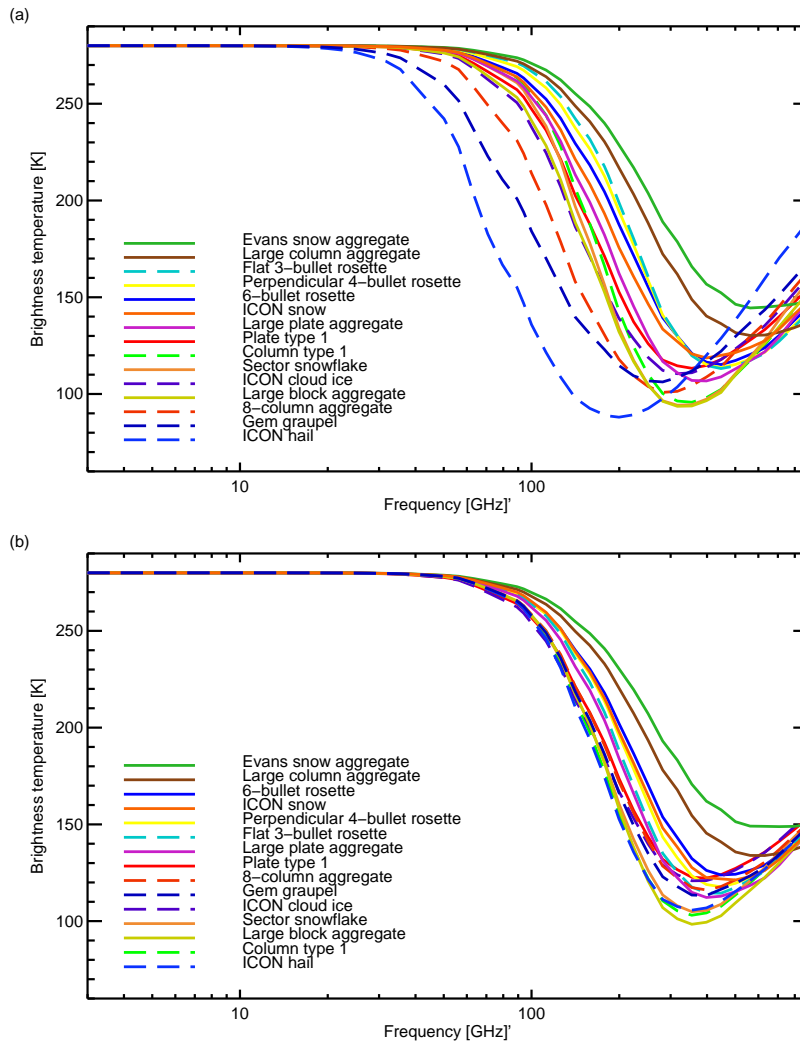 (a)
250
200
150
100
Brightness temperature [K]
Evans snow aggregate
Large column aggregate
Flat 3−bullet rosette
Perpendicular 4−bullet rosette
6−bullet rosette
ICON snow
Large plate aggregate
Plate type 1
Column type 1
Sector snowflake
ICON cloud ice
Large block aggregate
8−column aggregate
Gem graupel
ICON hail
10
100
Frequency [GHz]'
(b)
250
200
150
100
Brightness temperature [K]
Evans snow aggregate
Large column aggregate
6−bullet rosette
ICON snow
Perpendicular 4−bullet rosette
Flat 3−bullet rosette
Large plate aggregate
Plate type 1
8−column aggregate
Gem graupel
ICON cloud ice
Sector snowflake
Large block aggregate
Column type 1
ICON hail
10
100
Frequency [GHz]'